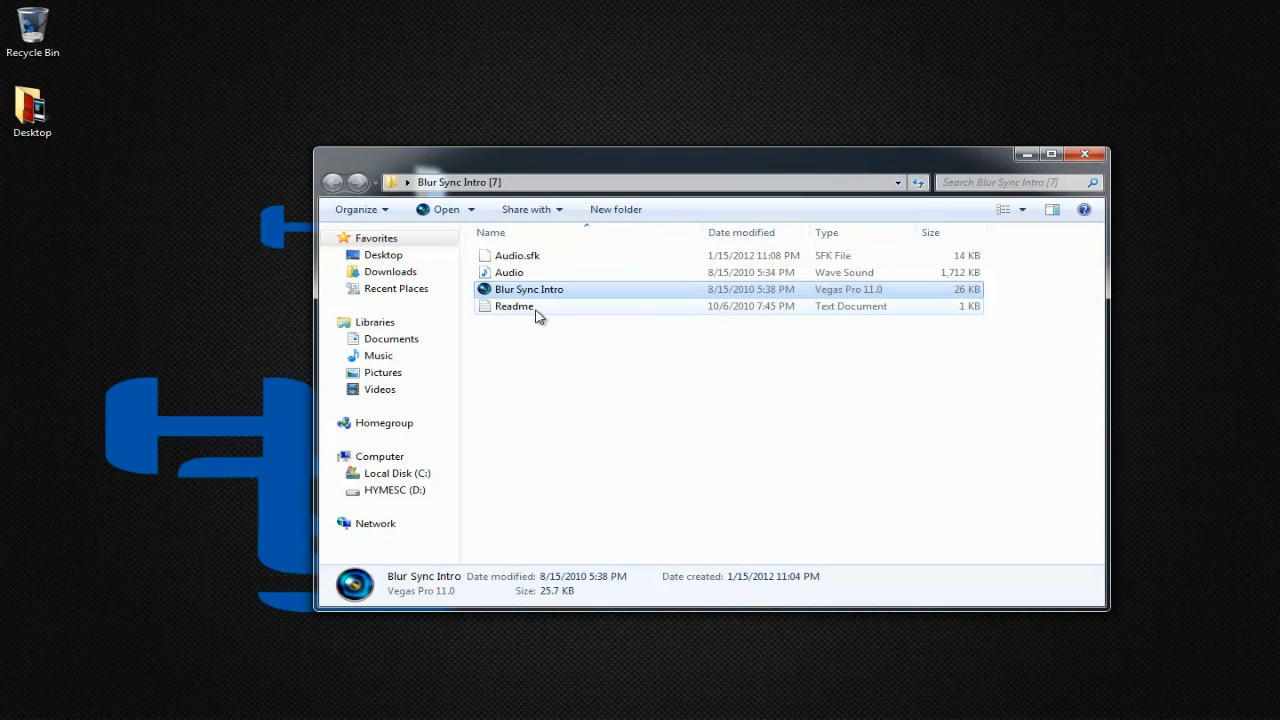 Recycle Bin
Desktop
Blur Sync Intro [7]
Search Blur Sync Intro [7]
Organize Open Share with New folder
Name Date modified Type Size
Favorites
Desktop
Downloads
Recent Places
Libraries
Documents
Music
Pictures
Videos
Homegroup
Computer
Local Disk (C:)
HYMESC (D:)
Network
Audio.sfk 1/15/2012 11:08 PM SFK File 14 KB
Audio 8/15/2010 5:34 PM Wave Sound 1,712 KB
Blur Sync Intro 8/15/2010 5:38 PM Vegas Pro 11.0 26 KB
Readme 10/6/2010 7:45 PM Text Document 1 KB
Blur Sync Intro Date modified: 8/15/2010 5:38 PM Date created: 1/15/2012 11:04 PM
Vegas Pro 11.0 Size: 25.7 KB